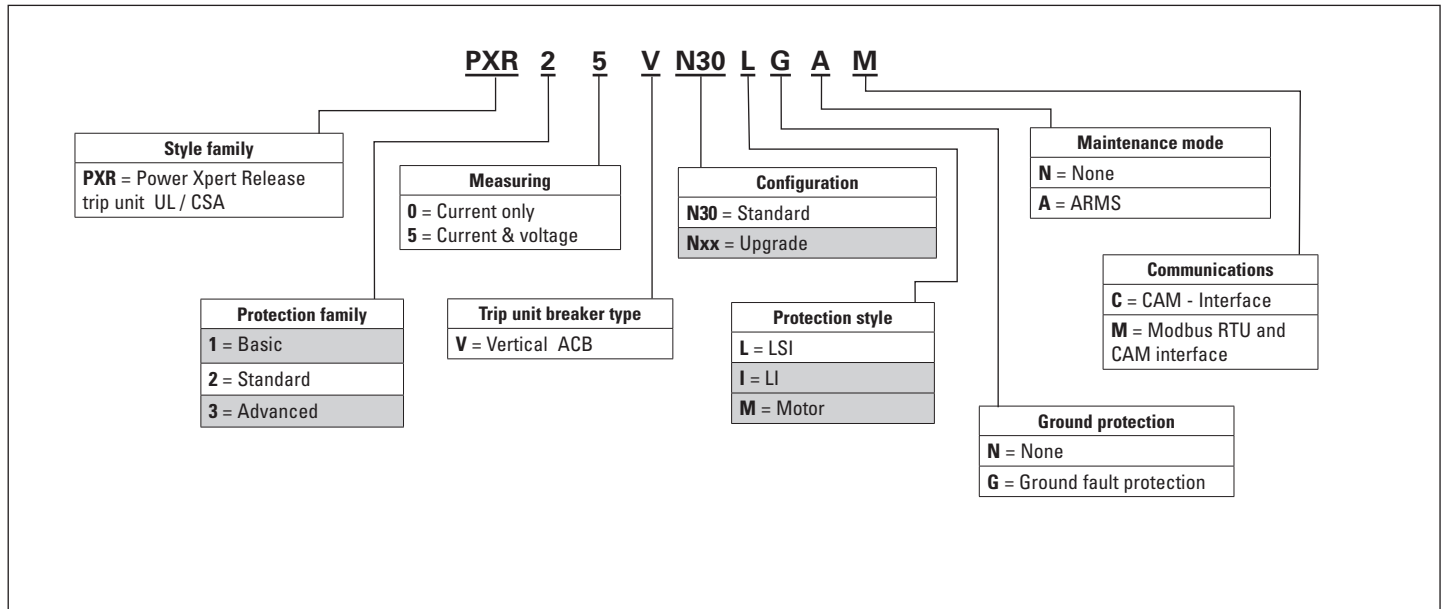 PXR 2 5 V N30 L G A M
Style family
PXR = Power Xpert Release
trip unit UL / CSA
Measuring
0 = Current only
5 = Current & voltage
Configuration
N30 = Standard
Nxx = Upgrade
Maintenance mode
N = None
A = ARMS
Protection family
1 = Basic
2 = Standard
3 = Advanced
Trip unit breaker type
V = Vertical ACB
Protection style
L = LSI
I = LI
M = Motor
Communications
C = CAM - Interface
M = Modbus RTU and
CAM interface
Ground protection
N = None
G = Ground fault protection